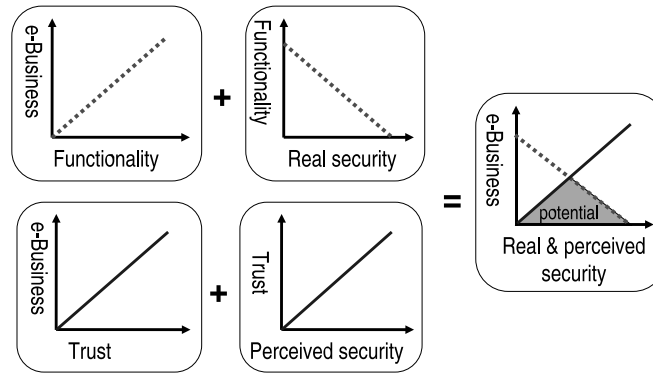 e-Business
Functionality
+
Functionality
Real security
e-Business
Trust
+
Trust
Perceived security
=
e-Business
potential
Real & perceived
security